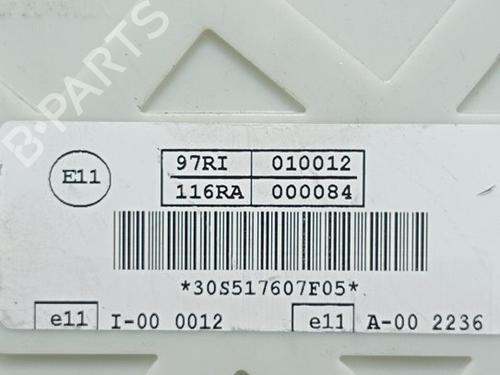 B-PARTS
E11
97RI 010012
116RA 000084
*30S517607F05*
e11 I-00 0012 e11 A-00 2236